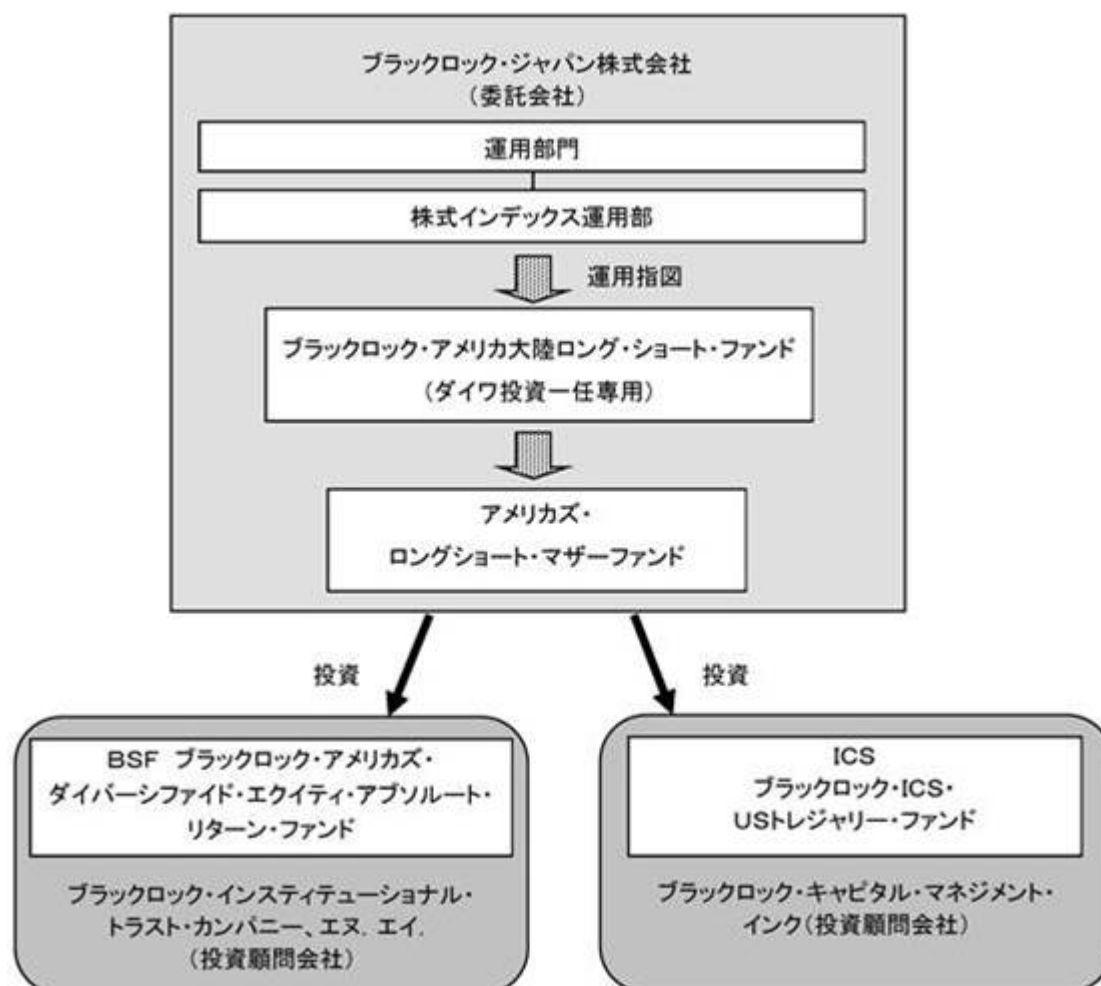 ブラックロック・ジャパン株式会社
（委託会社）
運用部門
株式インデックス運用部
運用指図
ブラックロック・アメリカ大陸ロング・ショート・ファンド
（ダイワ投資一任専用）
アメリカズ・
ロングショート・マザーファンド
投資
投資
BSF ブラックロック・アメリカズ・
ダイバーシファイド・エクイティ・アブソルート・
リターン・ファンド
ブラックロック・インスティテューショナル・
トラスト・カンパニー、エヌ．エイ．
（投資顧問会社）
ICS
ブラックロック・ICS・
USトレジャリー・ファンド
ブラックロック・キャピタル・マネジメント・
インク（投資顧問会社）